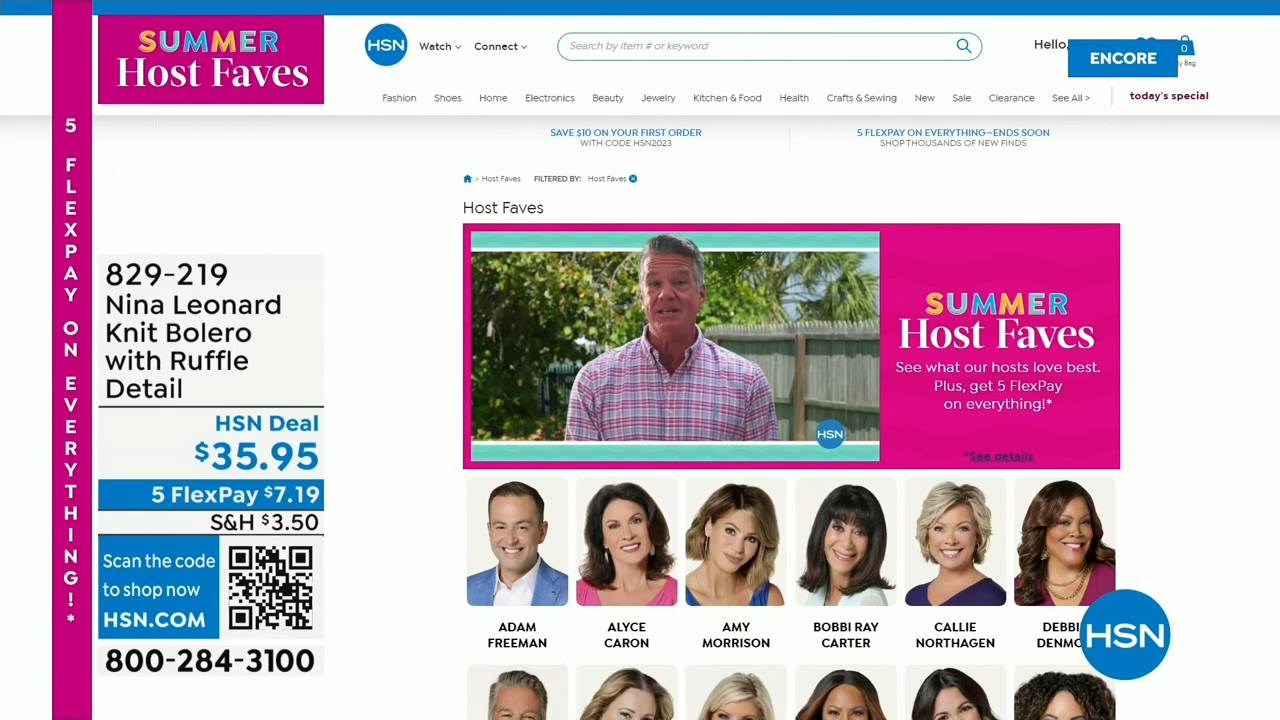 SUMMER
Host Faves
5 FLEXPAY ON EVERYTHING!*
829-219
Nina Leonard
Knit Bolero
with Ruffle
Detail
HSN Deal
$35.95
5 FlexPay $7.19
S&H $3.50
Scan the code
to shop now
HSN.COM
800-284-3100
HSN
Watch
Connect
Search by item # or keyword
Hello,
ENCORE
0
Bag
Fashion
Shoes
Home
Electronics
Beauty
Jewelry
Kitchen & Food
Health
Crafts & Sewing
New
Sale
Clearance
See All >
today's special
SAVE $10 ON YOUR FIRST ORDER
WITH CODE HSN2023
5 FLEXPAY ON EVERYTHING—ENDS SOON
SHOP THOUSANDS OF NEW FINDS
> Host Faves
FILTERED BY: Host Faves
Host Faves
HSN
SUMMER
Host Faves
See what our hosts love best.
Plus, get 5 FlexPay
on everything!*
*See details
ADAM
FREEMAN
ALYCE
CARON
AMY
MORRISON
BOBBI RAY
CARTER
CALLIE
NORTHAGEN
HSN